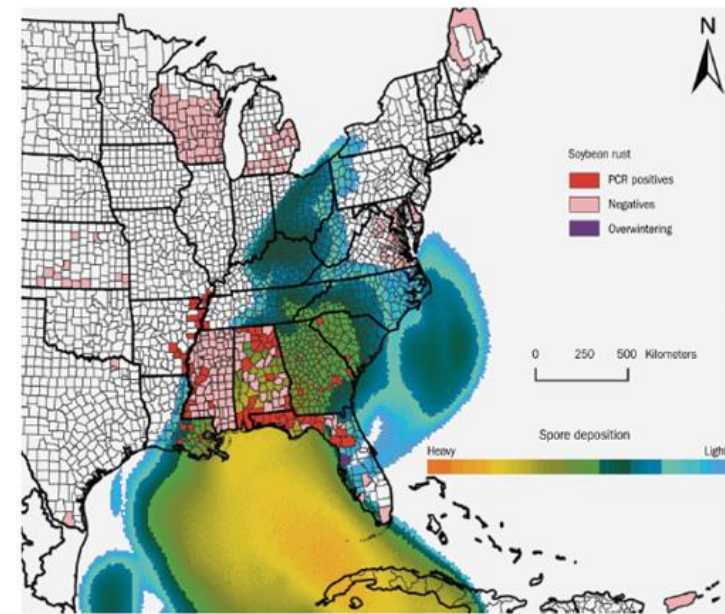 N
Soybean rust
PCR positives
Negatives
Overwintering
0 250 500 Kilometers
Spore deposition
Heavy Light